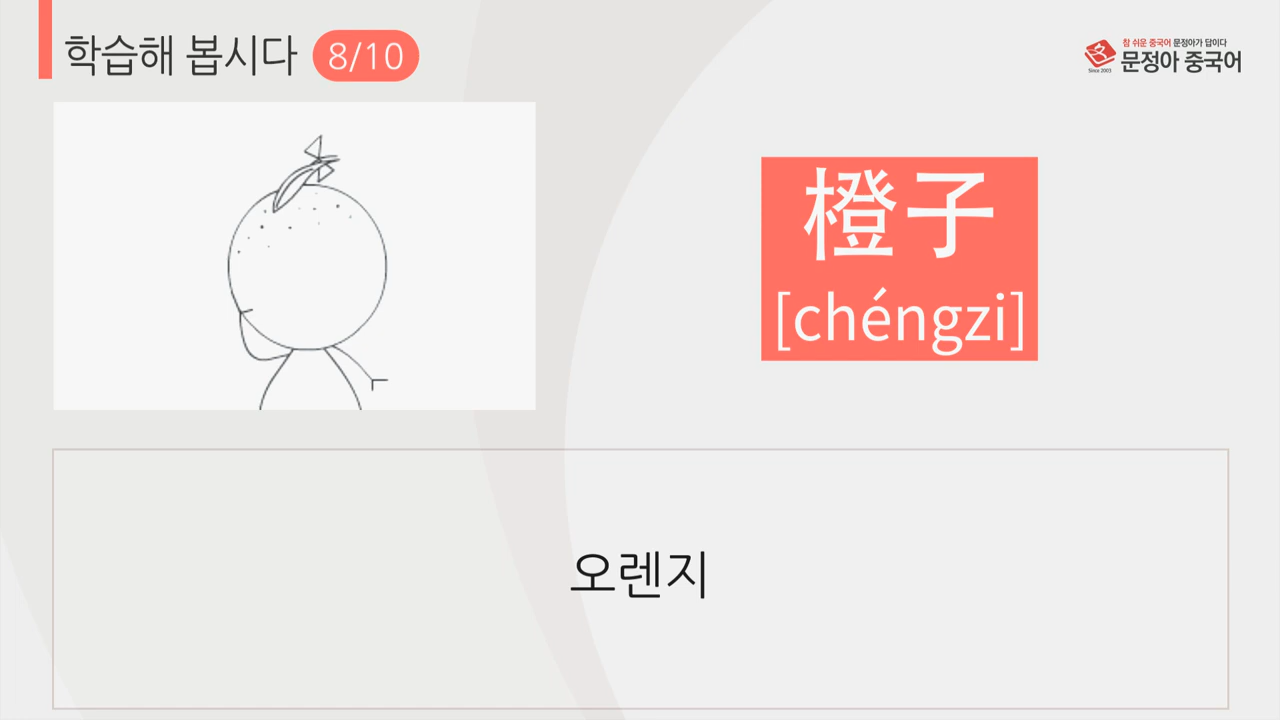 학습해 봅시다 8/10
참 쉬운 중국어 문정아가 답이다
문정아 중국어
Since 2003
橙子
[chéngzi]
오렌지